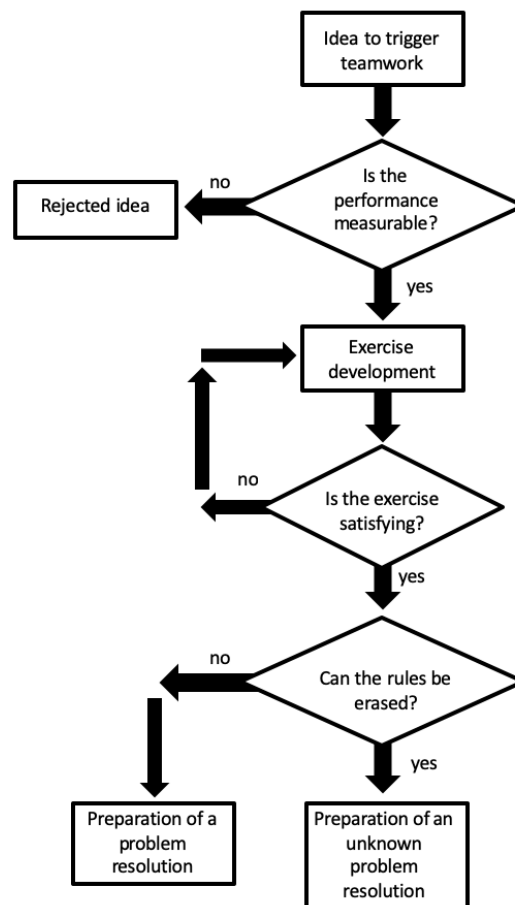 Idea to trigger
teamwork
Is the
performance
measurable?
no
Rejected idea
yes
Exercise
development
no
Is the exercise
satisfying?
yes
no
Can the rules be
erased?
yes
Preparation of a
problem
resolution
Preparation of an
unknown
problem
resolution